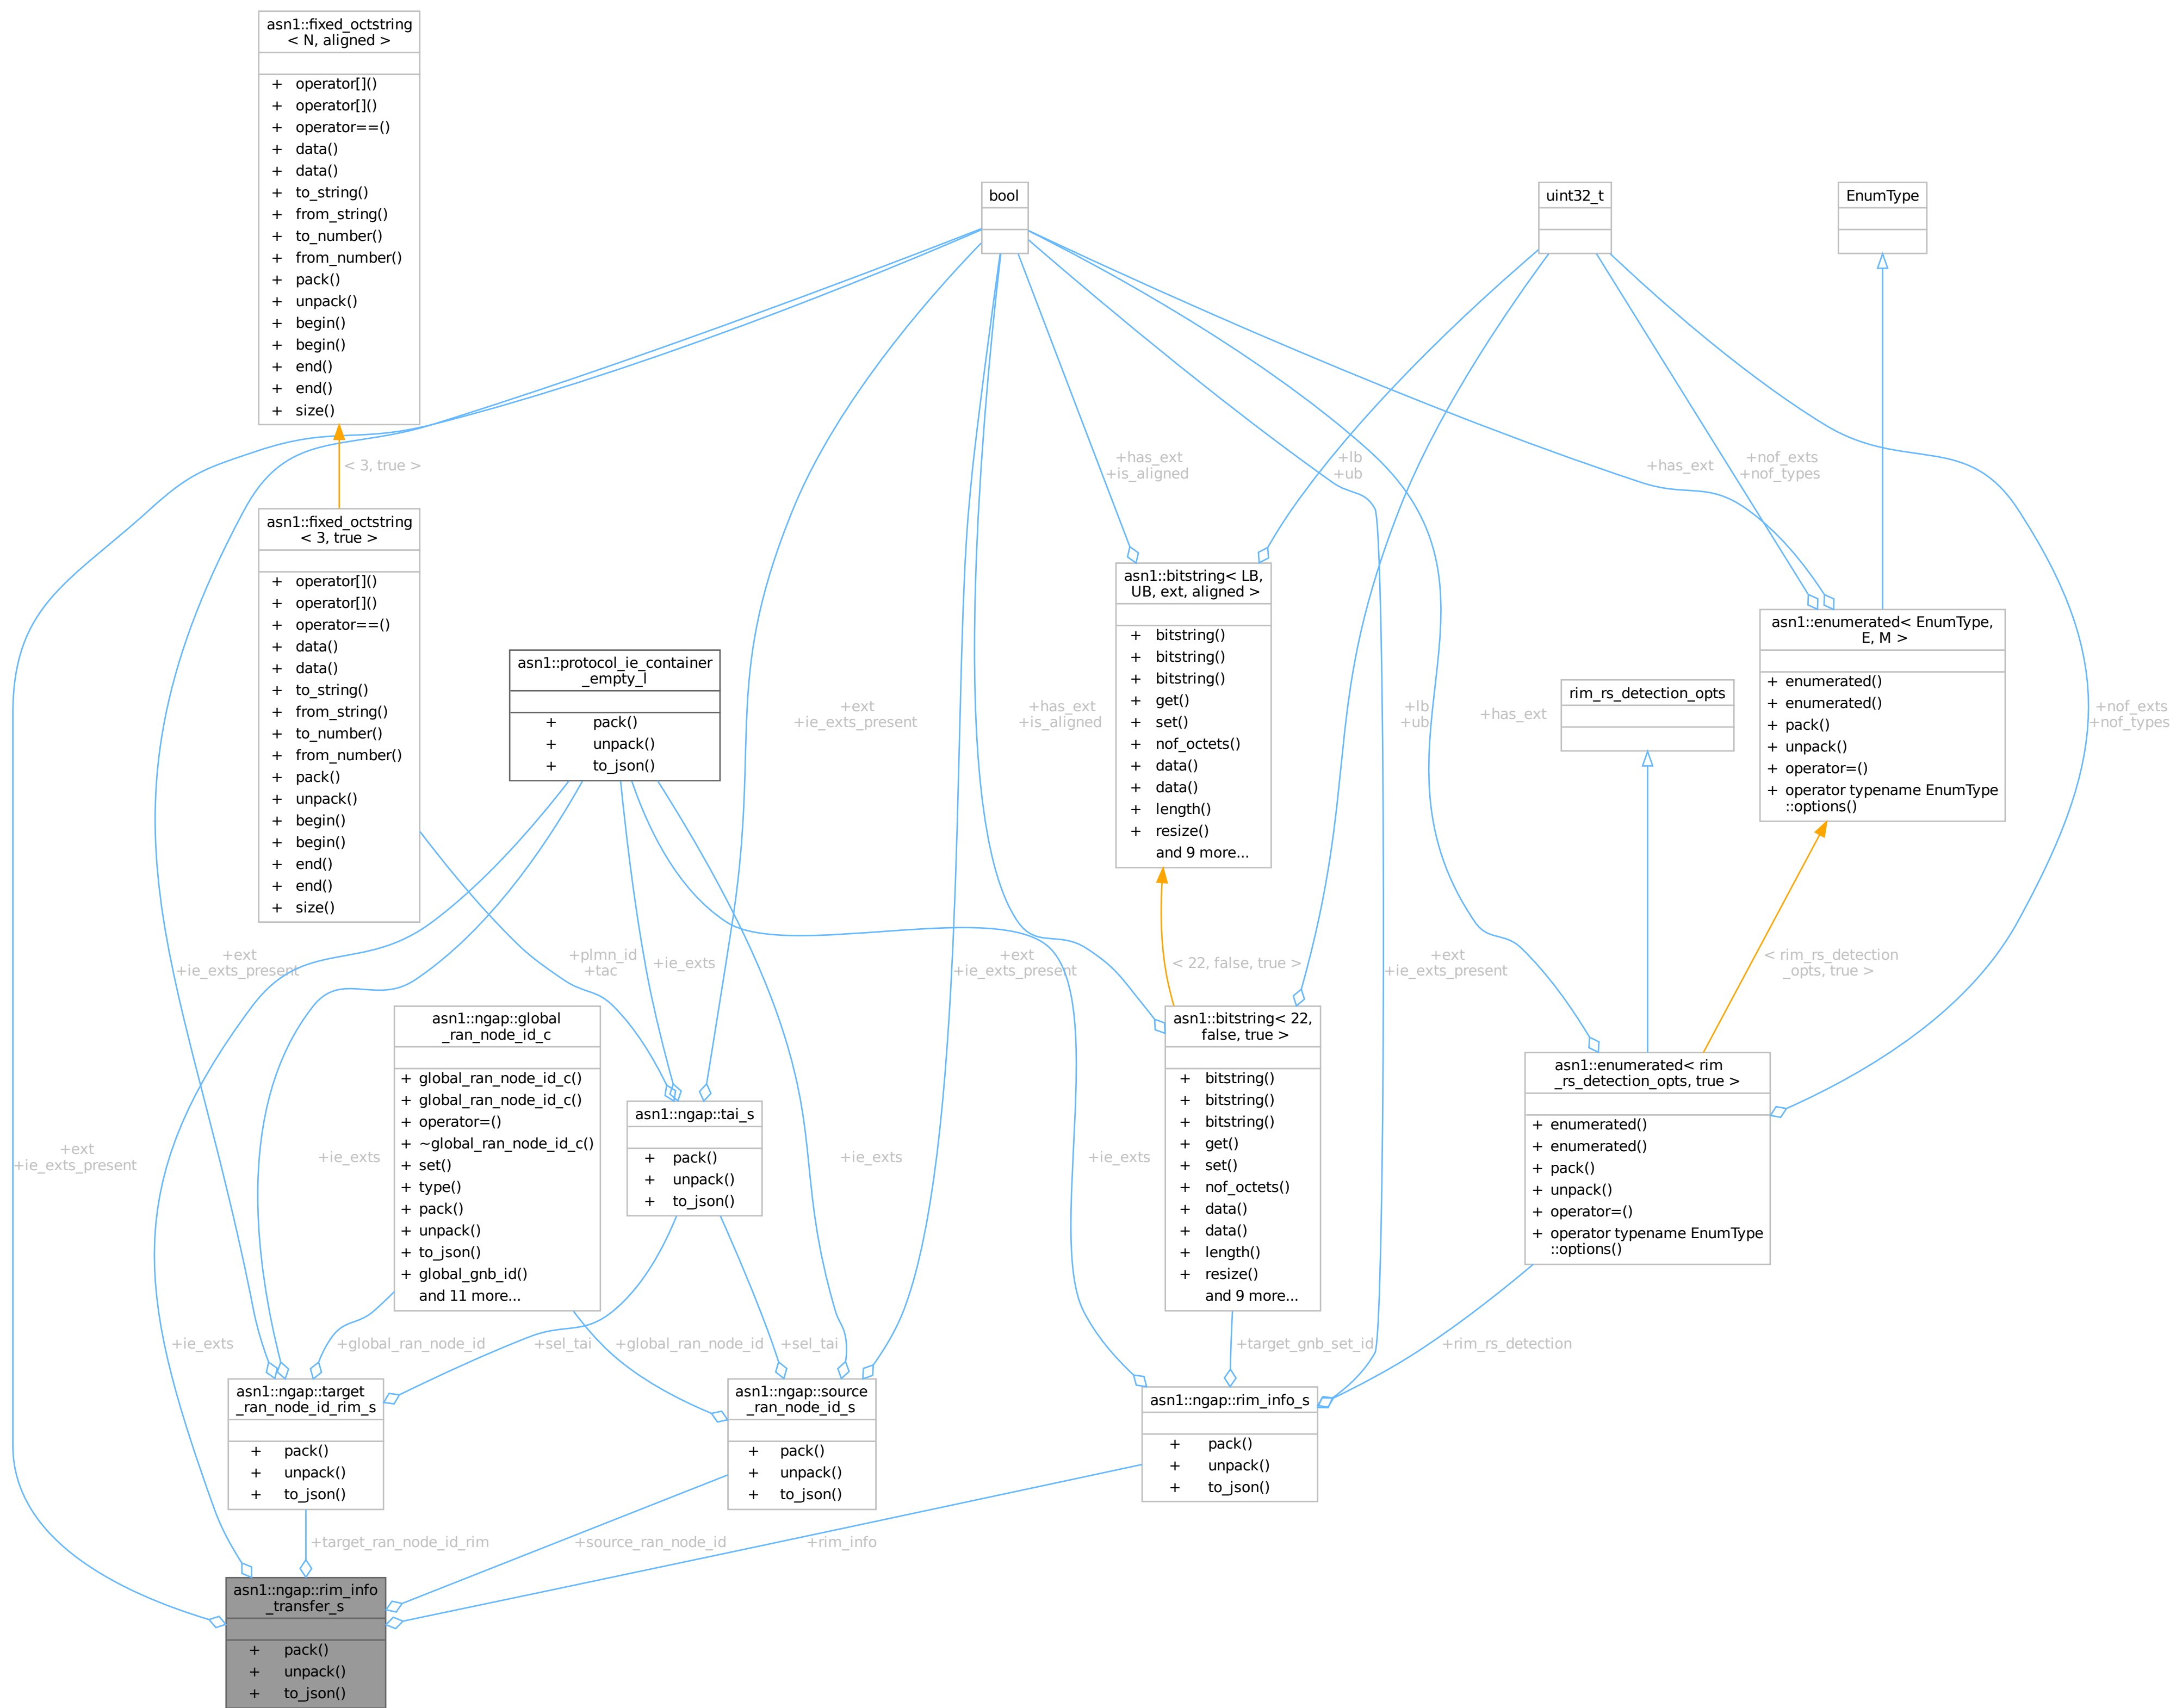 asn1::fixed_octstring
< N, aligned >
+ operator[]()
+ operator[]()
+ operator==()
+ data()
+ data()
+ to_string()
+ from_string()
+ to_number()
+ from_number()
+ pack()
+ unpack()
+ begin()
+ begin()
+ end()
+ end()
+ size()
bool
uint32_t
EnumType
< 3, true >
+has_ext
+is_aligned
+lb
+ub
+has_ext
+nof_exts
+nof_types
asn1::fixed_octstring
< 3, true >
+ operator[]()
+ operator[]()
+ operator==()
+ data()
+ data()
+ to_string()
+ from_string()
+ to_number()
+ from_number()
+ pack()
+ unpack()
+ begin()
+ begin()
+ end()
+ end()
+ size()
asn1::protocol_ie_container
_empty_l
+ pack()
+ unpack()
+ to_json()
+ext
+ie_exts_present
+has_ext
+is_aligned
asn1::bitstring< LB,
UB, ext, aligned >
+ bitstring()
+ bitstring()
+ bitstring()
+ get()
+ set()
+ nof_octets()
+ data()
+ data()
+ length()
+ resize()
and 9 more...
+lb
+ub
+has_ext
rim_rs_detection_opts
asn1::enumerated< EnumType,
E, M >
+ enumerated()
+ enumerated()
+ pack()
+ unpack()
+ operator=()
+ operator typename EnumType
::options()
+nof_exts
+nof_types
+ext
+ie_exts_present
+plmn_id
+tac
+ie_exts
+ext
+ie_exts_present
< 22, false, true >
+ext
+ie_exts_present
< rim_rs_detection
_opts, true >
asn1::ngap::global
_ran_node_id_c
+ global_ran_node_id_c()
+ global_ran_node_id_c()
+ operator=()
+ ~global_ran_node_id_c()
+ set()
+ type()
+ pack()
+ unpack()
+ to_json()
+ global_gnb_id()
and 11 more...
asn1::ngap::tai_s
+ pack()
+ unpack()
+ to_json()
asn1::bitstring< 22,
false, true >
+ bitstring()
+ bitstring()
+ bitstring()
+ get()
+ set()
+ nof_octets()
+ data()
+ data()
+ length()
+ resize()
and 9 more...
asn1::enumerated< rim
_rs_detection_opts, true >
+ enumerated()
+ enumerated()
+ pack()
+ unpack()
+ operator=()
+ operator typename EnumType
::options()
+ext
+ie_exts_present
+ie_exts
+ie_exts
+ie_exts
+ie_exts
+global_ran_node_id
+sel_tai
+global_ran_node_id
+sel_tai
+target_gnb_set_id
+rim_rs_detection
asn1::ngap::target
_ran_node_id_rim_s
+ pack()
+ unpack()
+ to_json()
asn1::ngap::source
_ran_node_id_s
+ pack()
+ unpack()
+ to_json()
asn1::ngap::rim_info_s
+ pack()
+ unpack()
+ to_json()
+target_ran_node_id_rim
+source_ran_node_id
+rim_info
asn1::ngap::rim_info
_transfer_s
+ pack()
+ unpack()
+ to_json()